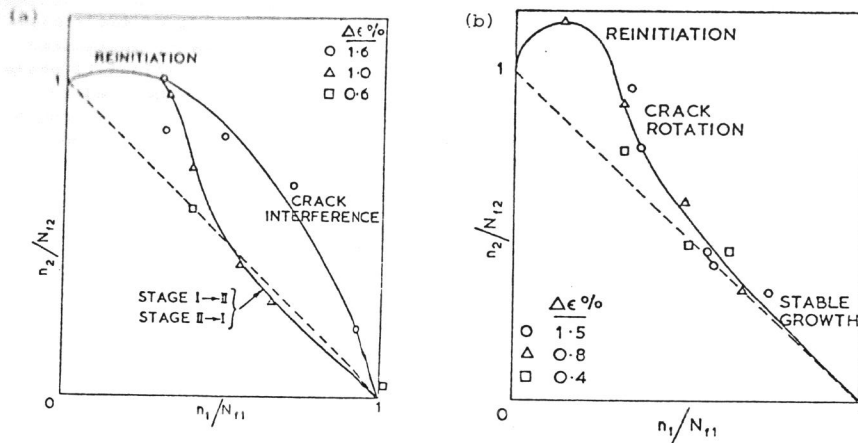 (a)
REINITIATION
Δϵ%
○ 1·6
△ 1·0
□ 0·6
1
n₂/Nf2
CRACK
INTERFERENCE
STAGE I→II
STAGE II→I
0
n₁/Nf1
1
(b)
REINITIATION
1
CRACK
ROTATION
n₂/Nf2
STABLE
GROWTH
Δϵ%
○ 1·5
△ 0·8
□ 0·4
0
n₁/Nf1